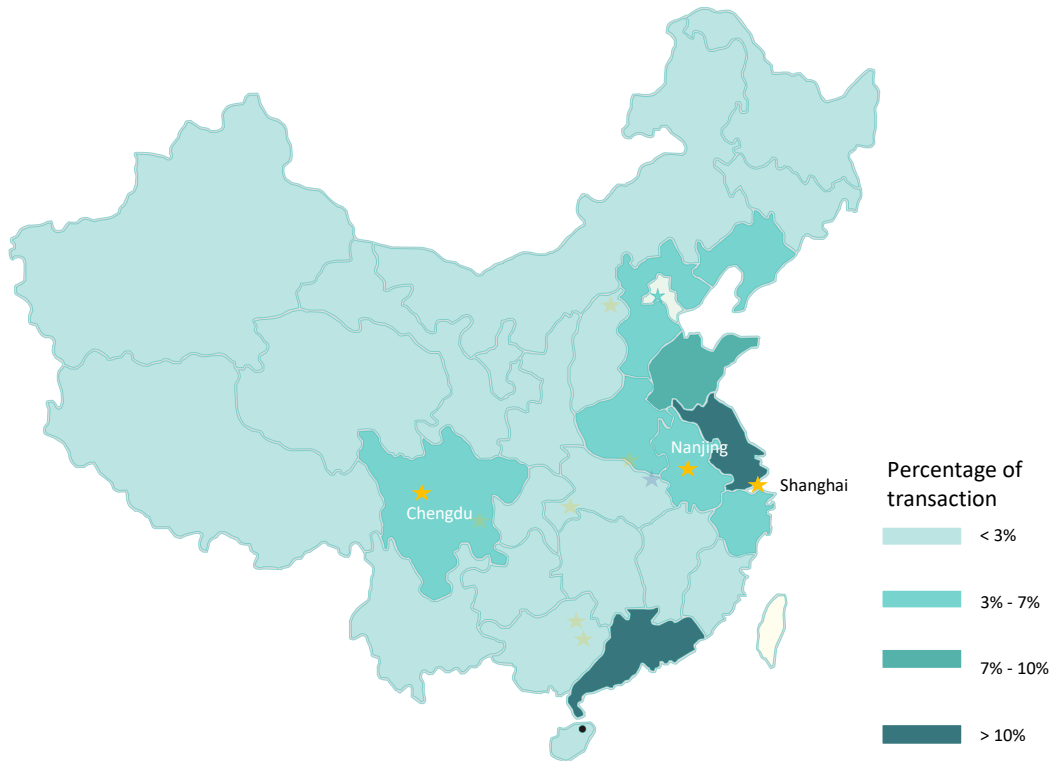 Nanjing
Shanghai
Chengdu
Percentage of
transaction
< 3%
3% - 7%
7% - 10%
> 10%